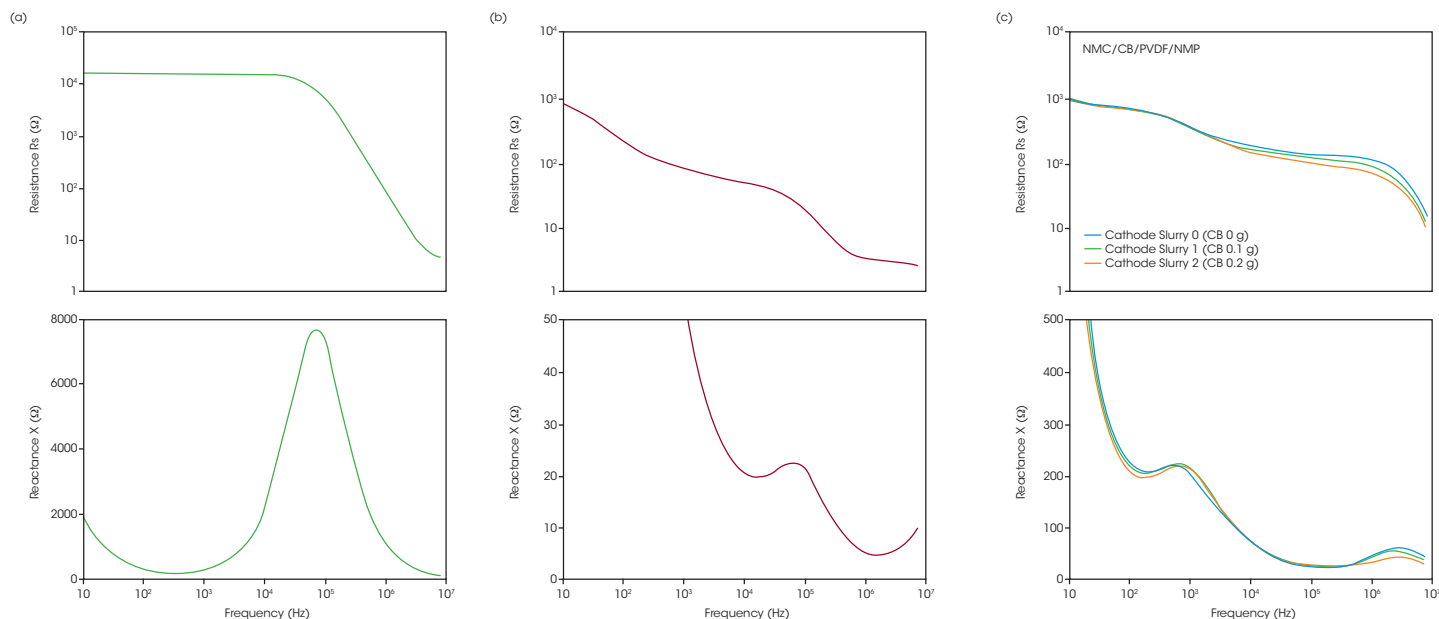 (a)
10⁵
10⁴
10³
10²
10
1
Resistance Rs (Ω)
8000
6000
4000
2000
0
Reactance X (Ω)
10 10² 10³ 10⁴ 10⁵ 10⁶ 10⁷
Frequency (Hz)
(b)
10⁴
10³
10²
10
1
Resistance Rs (Ω)
50
40
30
20
10
0
Reactance X (Ω)
10 10² 10³ 10⁴ 10⁵ 10⁶ 10⁷
Frequency (Hz)
(c)
10⁴
10³
10²
10
1
Resistance Rs (Ω)
NMC/CB/PVDF/NMP
Cathode Slurry 0 (CB 0 g)
Cathode Slurry 1 (CB 0.1 g)
Cathode Slurry 2 (CB 0.2 g)
500
400
300
200
100
0
Reactance X (Ω)
10 10² 10³ 10⁴ 10⁵ 10⁶ 10⁷
Frequency (Hz)